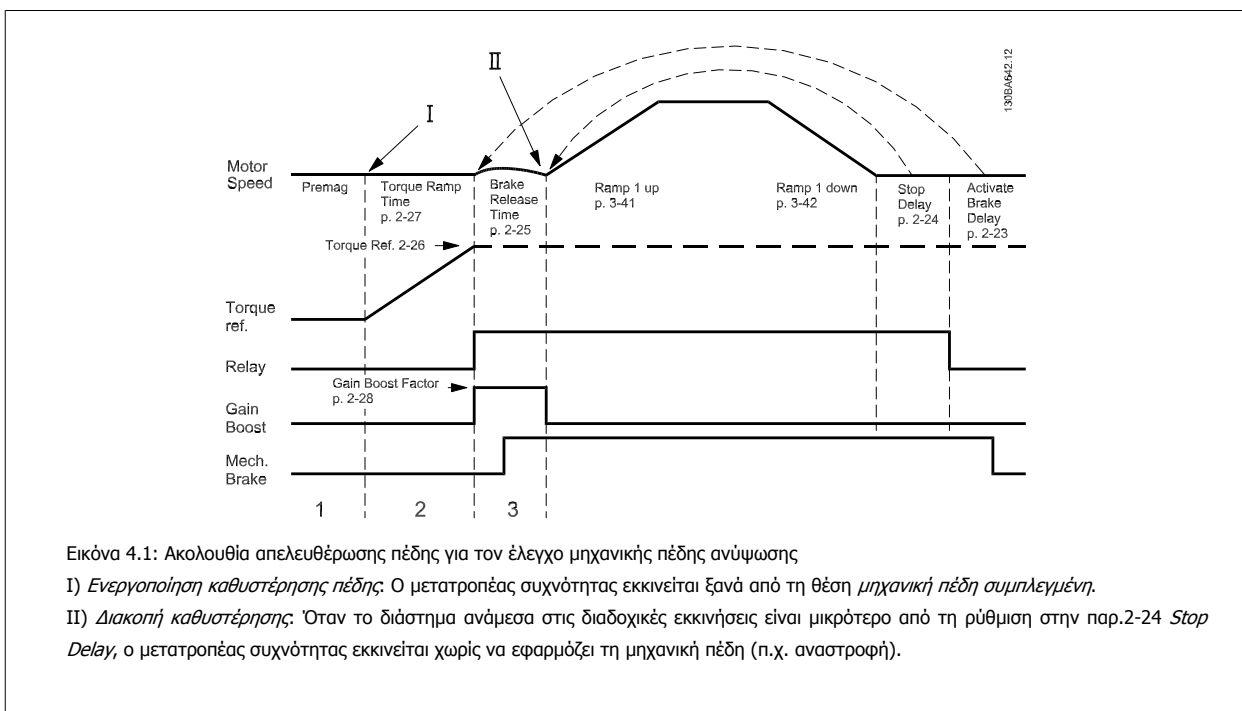 II
130BA642.12
I
Motor
Speed
Premag
Torque Ramp
Time
p. 2-27
Brake
Release
Time
p. 2-25
Ramp 1 up
p. 3-41
Ramp 1 down
p. 3-42
Stop
Delay
p. 2-24
Activate
Brake
Delay
p. 2-23
Torque Ref. 2-26
Torque
ref.
Relay
Gain Boost Factor
p. 2-28
Gain
Boost
Mech.
Brake
1 2 3
Εικόνα 4.1: Ακολουθία απελευθέρωσης πέδης για τον έλεγχο μηχανικής πέδης ανύψωσης
I) Ενεργοποίηση καθυστέρησης πέδης: Ο μετατροπέας συχνότητας εκκινείται ξανά από τη θέση μηχανική πέδη συμπλεγμένη.
II) Διακοπή καθυστέρησης: Όταν το διάστημα ανάμεσα στις διαδοχικές εκκινήσεις είναι μικρότερο από τη ρύθμιση στην παρ.2-24 Stop
Delay, ο μετατροπέας συχνότητας εκκινείται χωρίς να εφαρμόζει τη μηχανική πέδη (π.χ. αναστροφή).